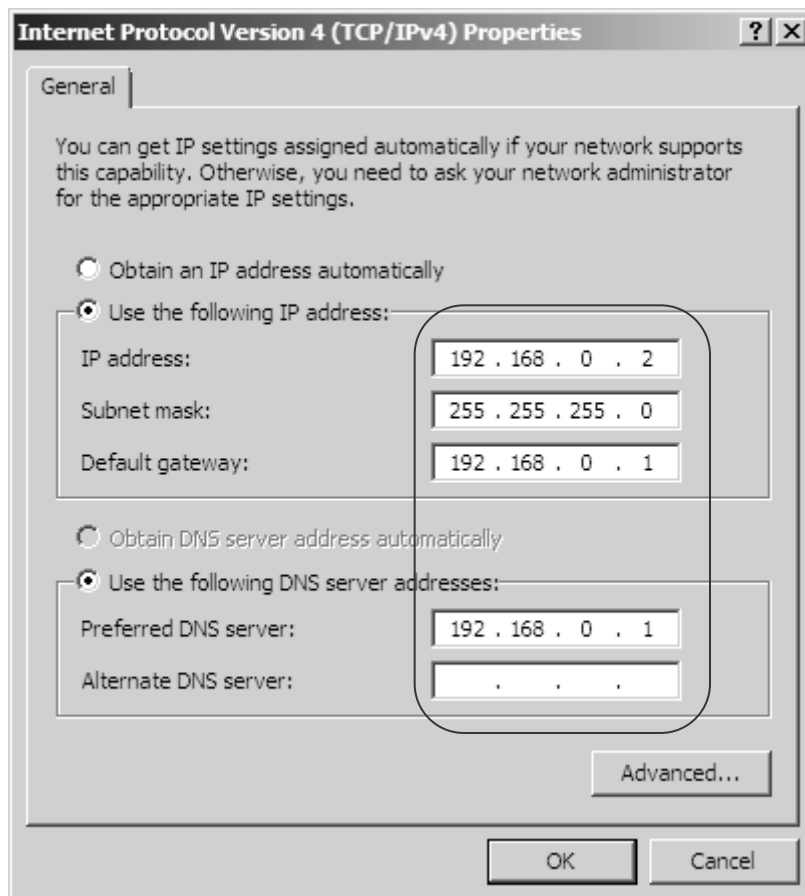 Internet Protocol Version 4 (TCP/IPv4) Properties
General
You can get IP settings assigned automatically if your network supports
this capability. Otherwise, you need to ask your network administrator
for the appropriate IP settings.
Obtain an IP address automatically
Use the following IP address:
IP address: 192 . 168 . 0 . 2
Subnet mask: 255 . 255 . 255 . 0
Default gateway: 192 . 168 . 0 . 1
Obtain DNS server address automatically
Use the following DNS server addresses:
Preferred DNS server: 192 . 168 . 0 . 1
Alternate DNS server: . . .
Advanced...
OK Cancel